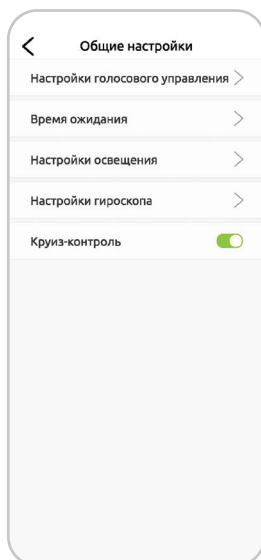 Общие настройки
Настройки голосового управления
Время ожидания
Настройки освещения
Настройки гироскопа
Круиз-контроль